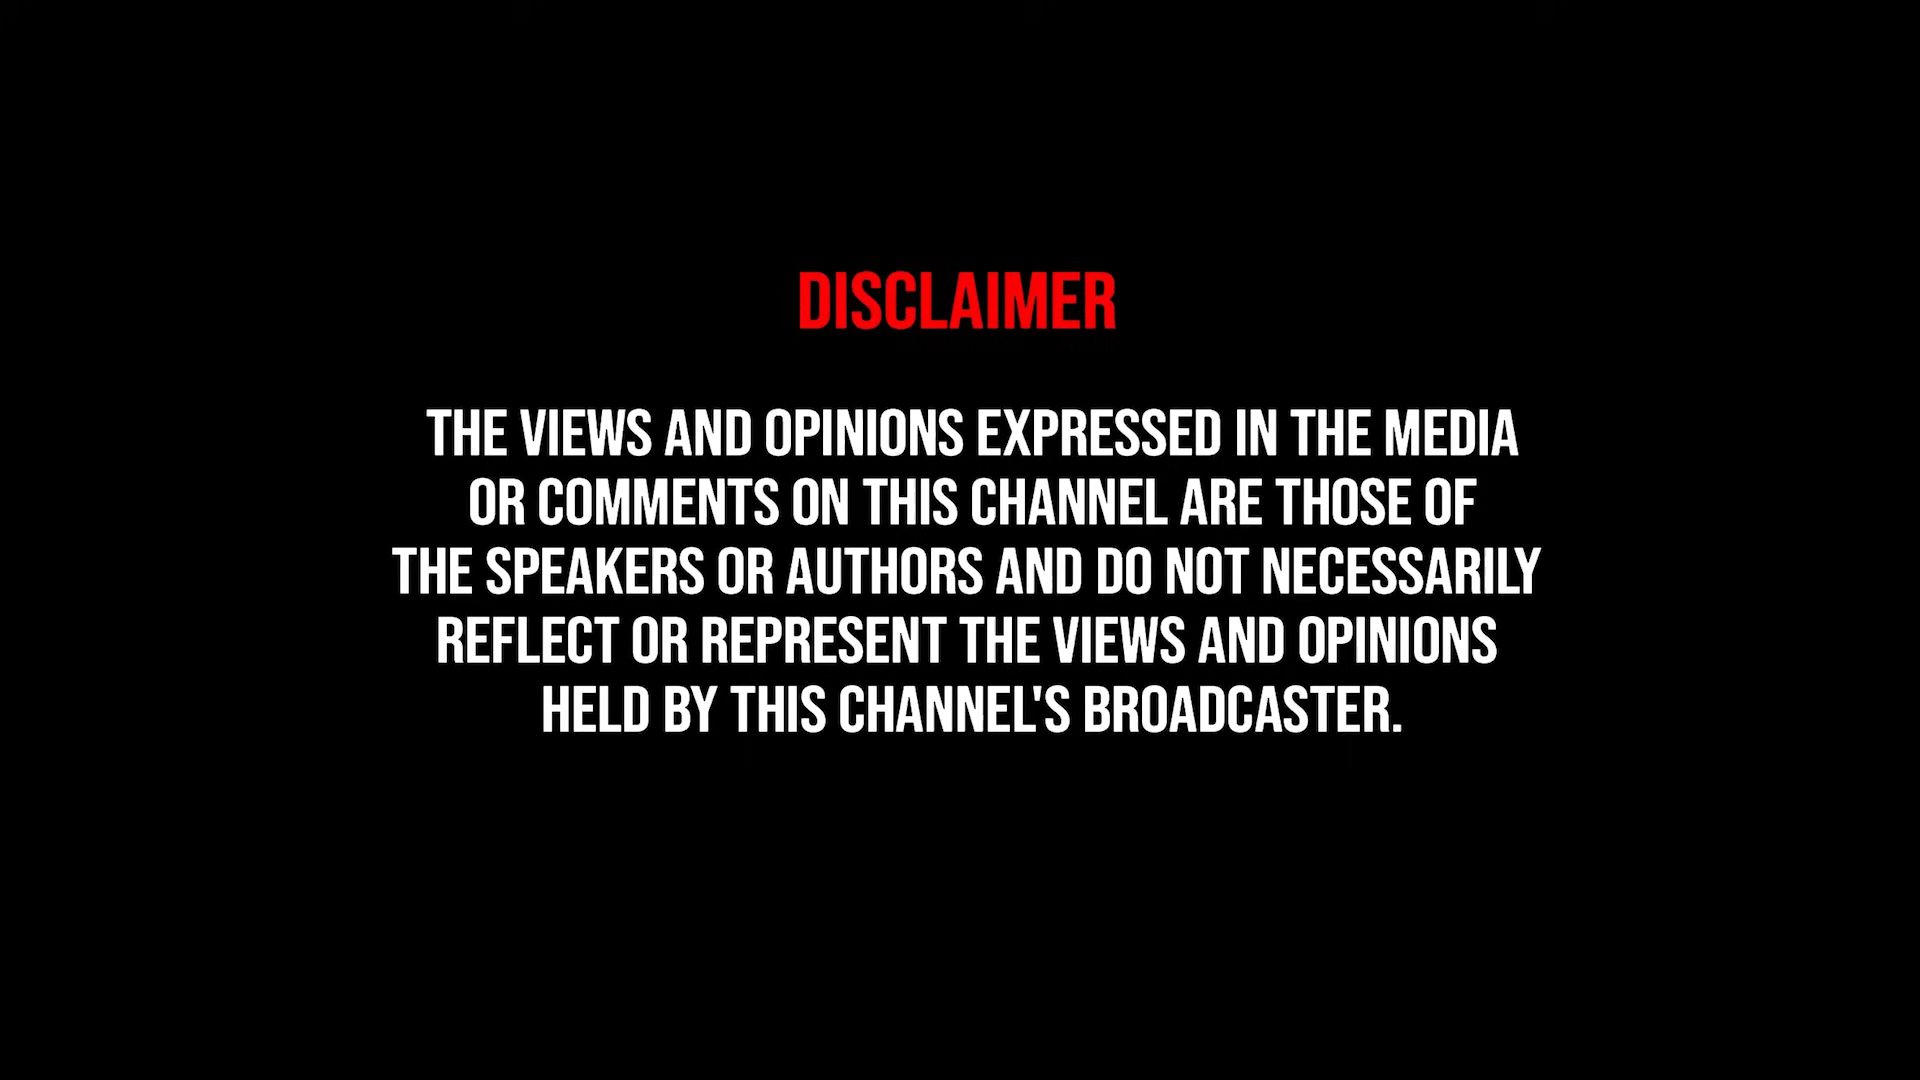 DISCLAIMER
THE VIEWS AND OPINIONS EXPRESSED IN THE MEDIA
OR COMMENTS ON THIS CHANNEL ARE THOSE OF
THE SPEAKERS OR AUTHORS AND DO NOT NECESSARILY
REFLECT OR REPRESENT THE VIEWS AND OPINIONS
HELD BY THIS CHANNEL'S BROADCASTER.